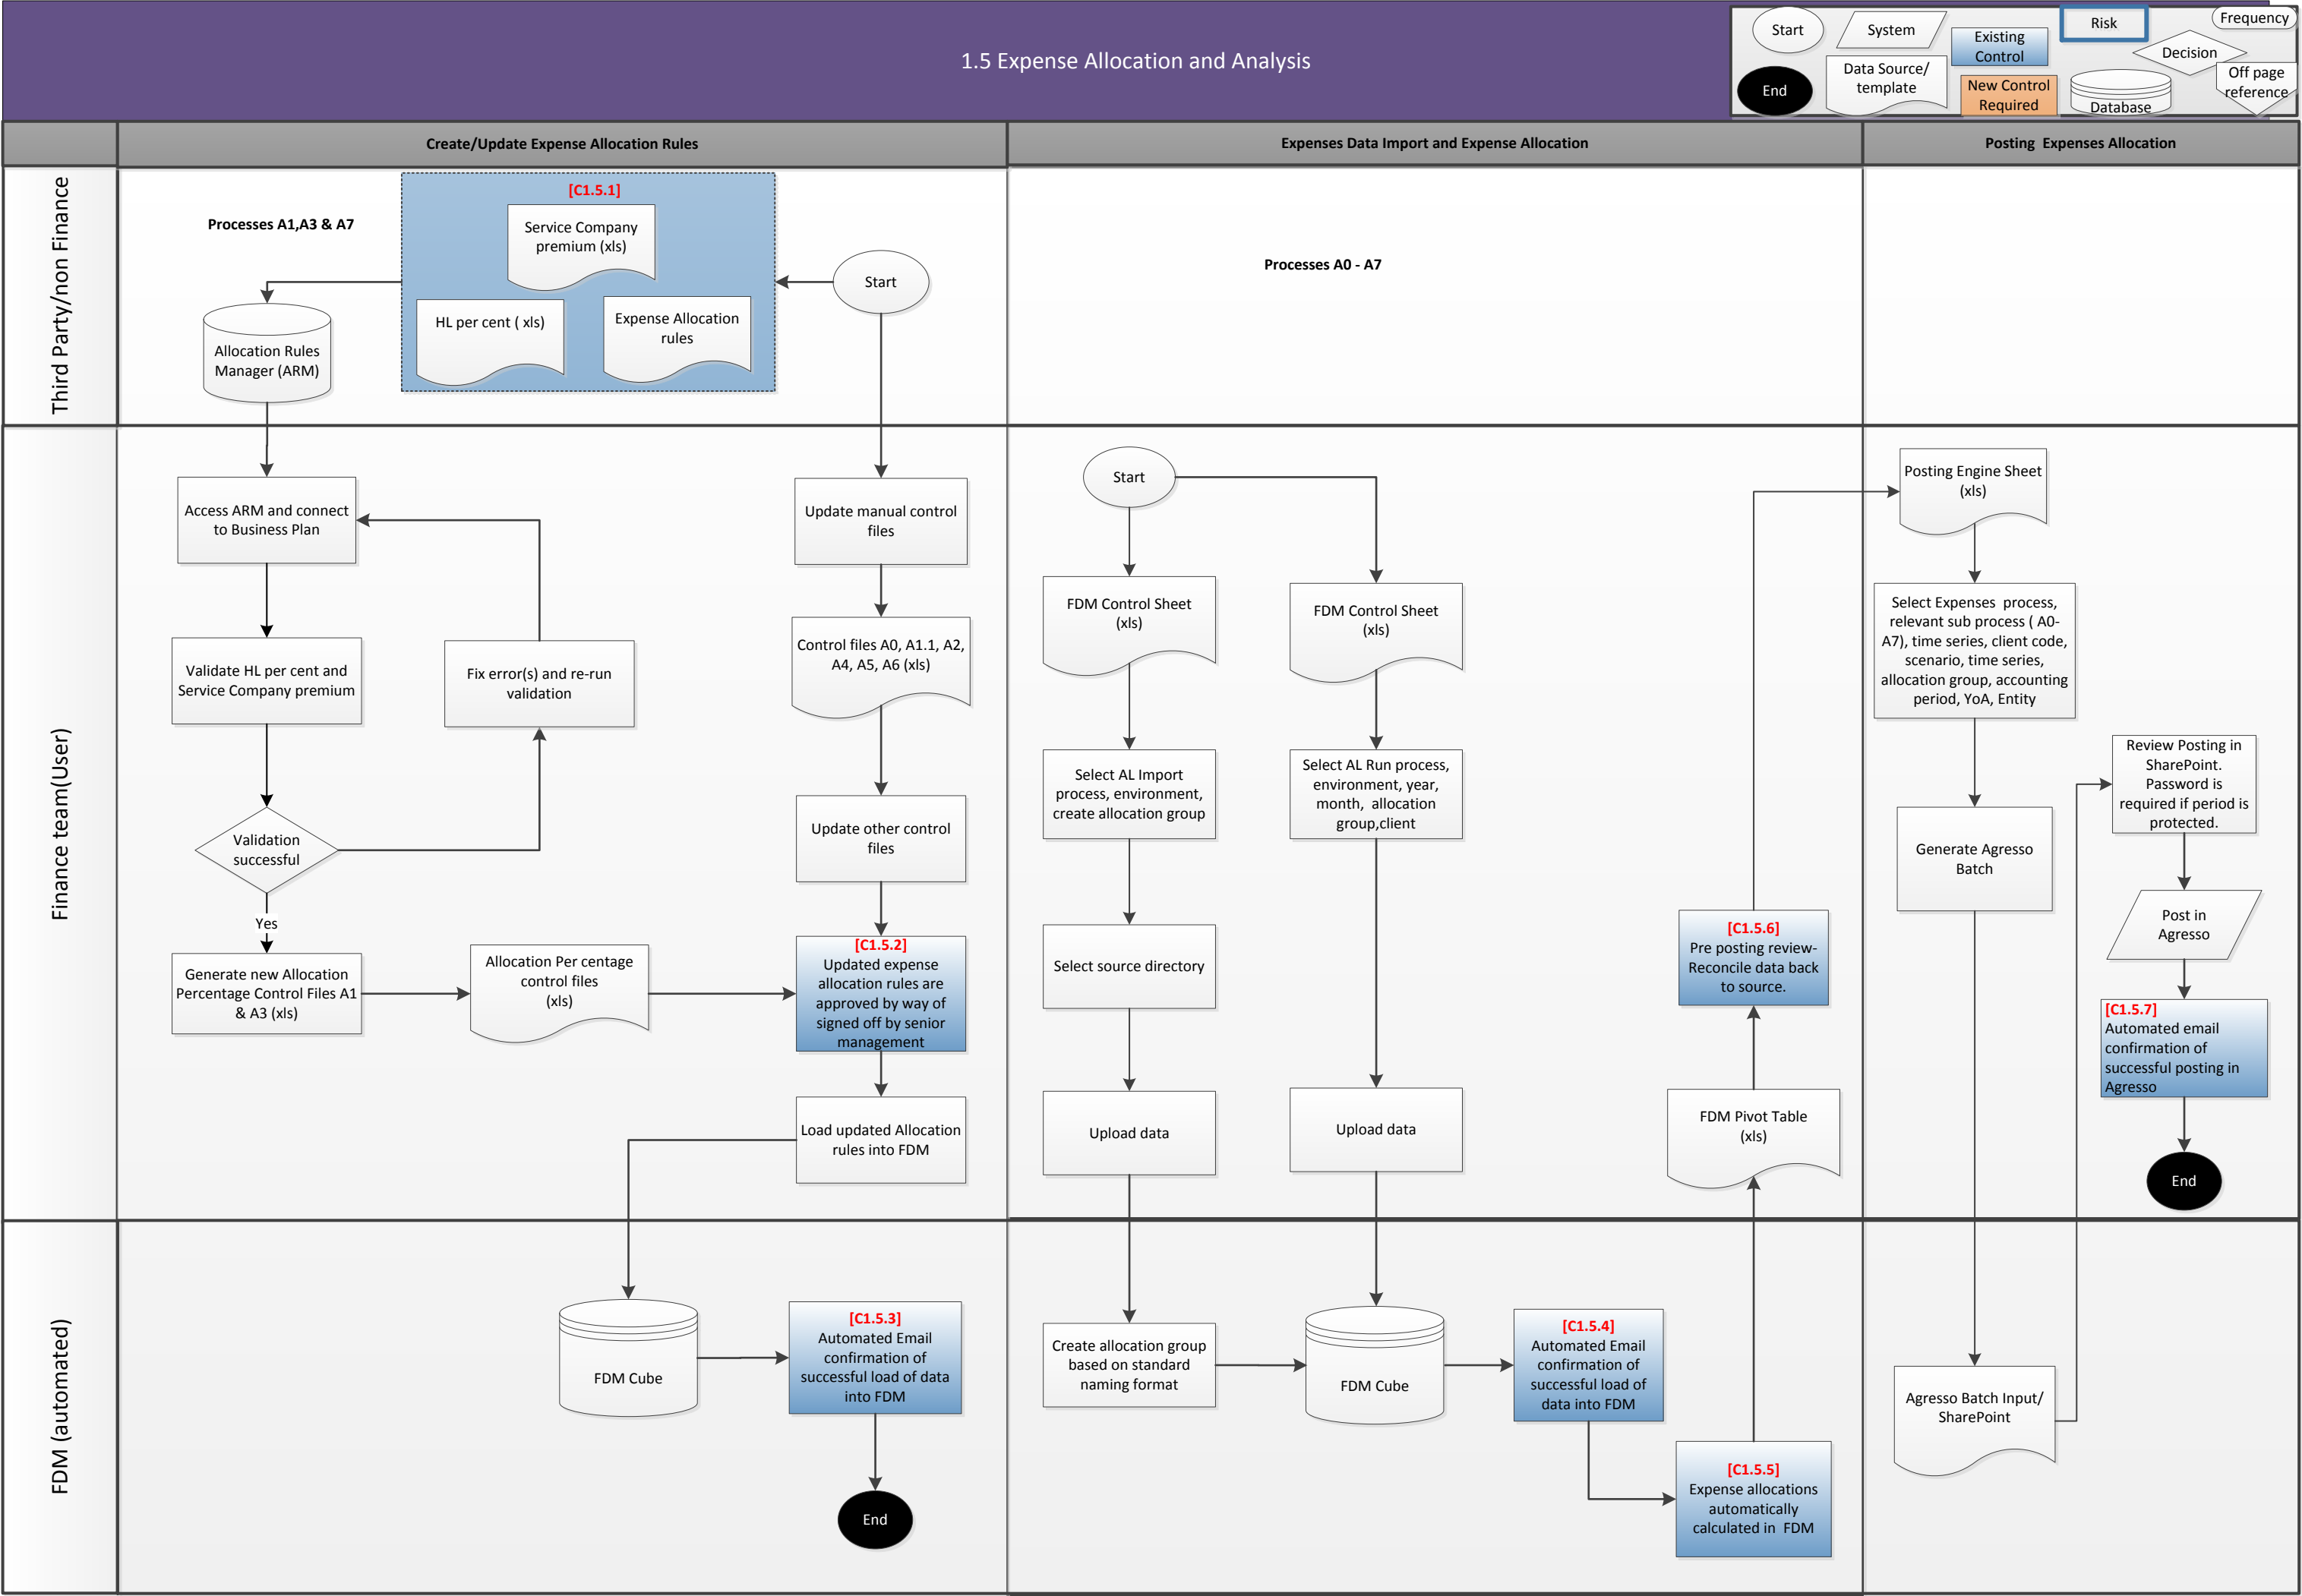 1.5 Expense Allocation and Analysis
Start
System
Existing
Control
Risk
Frequency
Decision
End
Data Source/
template
New Control
Required
Database
Off page
reference
Create/Update Expense Allocation Rules
Expenses Data Import and Expense Allocation
Posting  Expenses Allocation
Third Party/non Finance
Processes A1,A3 & A7
[C1.5.1]
Service Company
premium (xls)
HL per cent ( xls)
Expense Allocation
rules
Start
Allocation Rules
Manager (ARM)
Processes A0 - A7
Finance team(User)
Access ARM and connect
to Business Plan
Validate HL per cent and
Service Company premium
Fix error(s) and re-run
validation
Validation
successful
Yes
Generate new Allocation
Percentage Control Files A1
& A3 (xls)
Allocation Per centage
control files
(xls)
Update manual control
files
Control files A0, A1.1, A2,
A4, A5, A6 (xls)
Update other control
files
[C1.5.2]
Updated expense
allocation rules are
approved by way of
signed off by senior
management
Load updated Allocation
rules into FDM
Start
FDM Control Sheet
(xls)
Select AL Import
process, environment,
create allocation group
Select source directory
Upload data
FDM Control Sheet
(xls)
Select AL Run process,
environment, year,
month,  allocation
group,client
Upload data
[C1.5.6]
Pre posting review-
Reconcile data back
to source.
FDM Pivot Table
(xls)
Posting Engine Sheet
(xls)
Select Expenses  process,
relevant sub process ( A0-
A7), time series, client code,
scenario, time series,
allocation group, accounting
period, YoA, Entity
Generate Agresso
Batch
Review Posting in
SharePoint.
Password is
required if period is
protected.
Post in
Agresso
[C1.5.7]
Automated email
confirmation of
successful posting in
Agresso
End
FDM (automated)
FDM Cube
[C1.5.3]
Automated Email
confirmation of
successful load of data
into FDM
End
Create allocation group
based on standard
naming format
FDM Cube
[C1.5.4]
Automated Email
confirmation of
successful load of
data into FDM
[C1.5.5]
Expense allocations
automatically
calculated in  FDM
Agresso Batch Input/
SharePoint